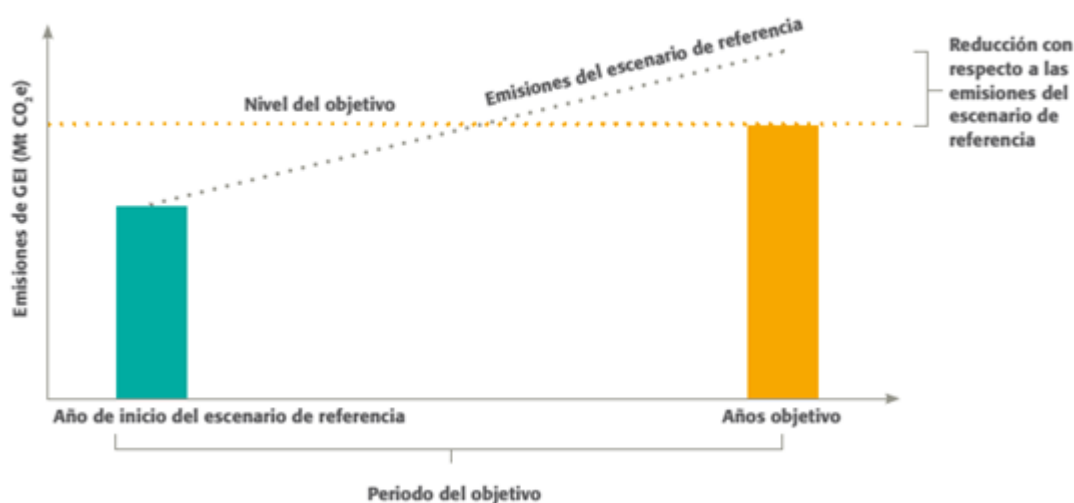 Emisiones de GEI (Mt CO₂e)
Nivel del objetivo
Emisiones del escenario de referencia
Reducción con
respecto a las
emisiones del
escenario de
referencia
Año de inicio del escenario de referencia
Años objetivo
Periodo del objetivo